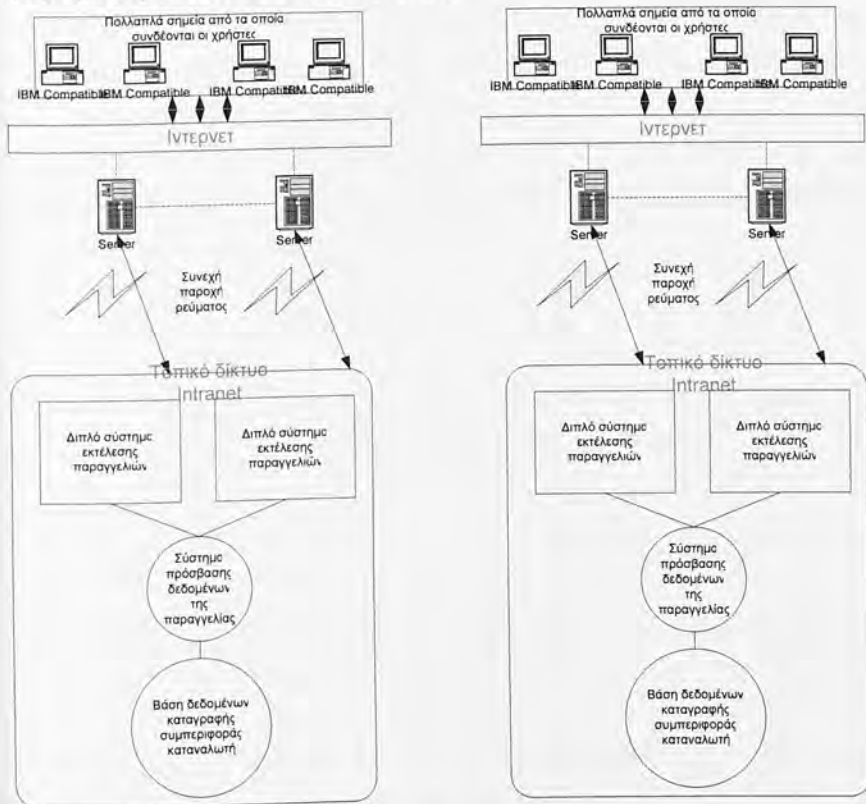 Πολλαπλά σημεία από τα οποία
συνδέονται οι χρήστες
IBM Compatible IBM Compatible IBM Compatible IBM Compatible
Ιντερνετ
Server
Server
Συνεχή
παροχή
ρεύματος
Τοπικό δίκτυο
Intranet
Διπλό σύστημα
εκτέλεσης
παραγγελιών
Διπλό σύστημα
εκτέλεσης
παραγγελιών
Σύστημα
πρόσβασης
δεδομένων
της
παραγγελίας
Βάση δεδομένων
καταγραφής
συμπεριφοράς
καταναλωτή
Πολλαπλά σημεία από τα οποία
συνδέονται οι χρήστες
IBM Compatible IBM Compatible IBM Compatible IBM Compatible
Ιντερνετ
Server
Server
Συνεχή
παροχή
ρεύματος
Τοπικό δίκτυο
Intranet
Διπλό σύστημα
εκτέλεσης
παραγγελιών
Διπλό σύστημα
εκτέλεσης
παραγγελιών
Σύστημα
πρόσβασης
δεδομένων
της
παραγγελίας
Βάση δεδομένων
καταγραφής
συμπεριφοράς
καταναλωτή